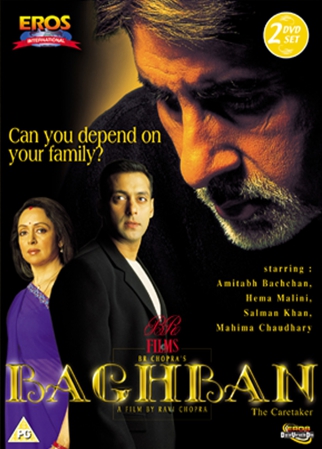 EROS
INTERNATIONAL
2
DVD
SET
Can you depend on
your family?
starring :
Amitabh Bachchan,
Hema Malini,
Salman Khan,
Mahima Chaudhary
BR
FILMS
BR CHOPRA'S
BAGHBAN
A FILM BY RAVI CHOPRA
The Caretaker
PG